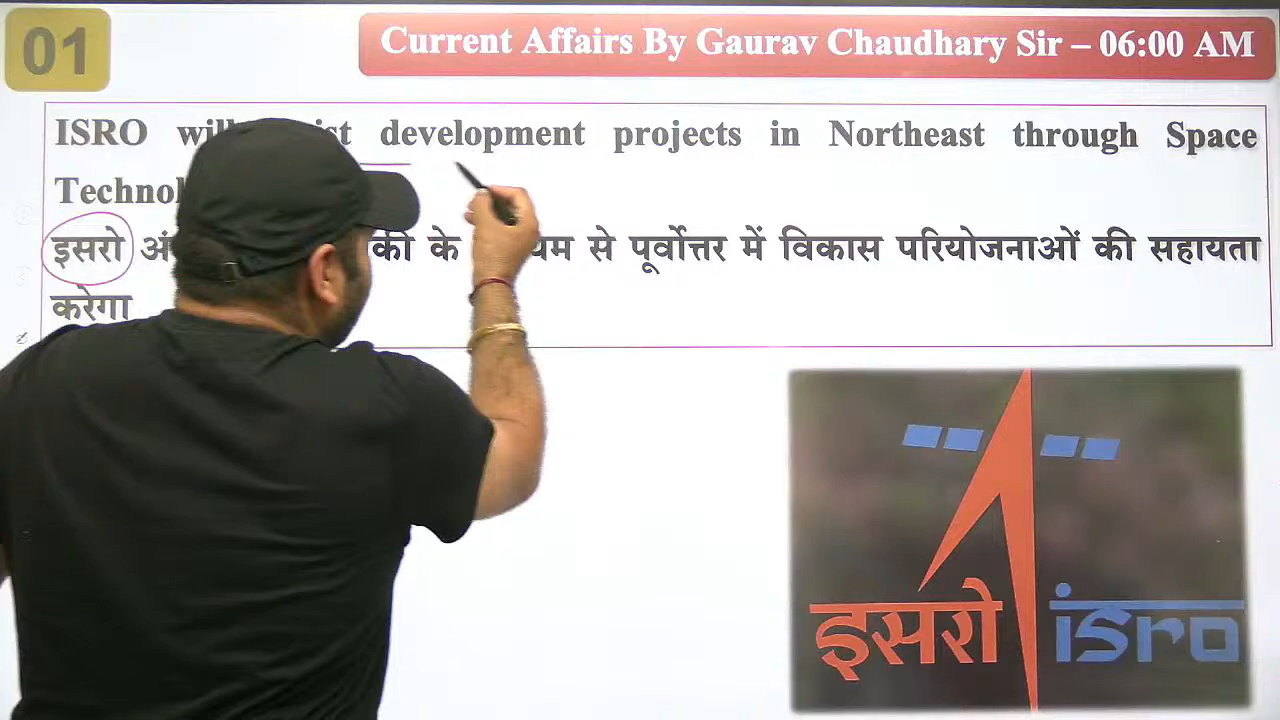 01
Current Affairs By Gaurav Chaudhary Sir – 06:00 AM
ISRO development projects in Northeast through Space
इसरो के से पूर्वोत्तर में विकास परियोजनाओं की सहायता
करेगा
इसरो isro